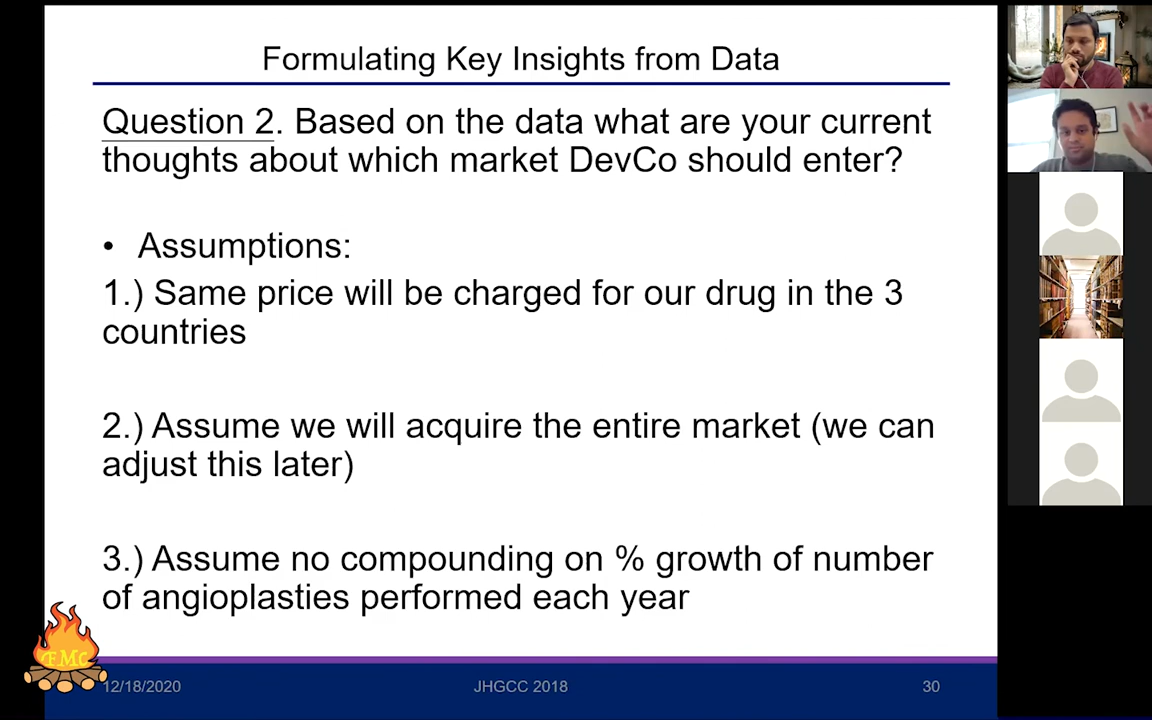 Formulating Key Insights from Data
Question 2. Based on the data what are your current
thoughts about which market DevCo should enter?
• Assumptions:
1.) Same price will be charged for our drug in the 3
countries
2.) Assume we will acquire the entire market (we can
adjust this later)
3.) Assume no compounding on % growth of number
of angioplasties performed each year
FMC
12/18/2020
JHGCC 2018
30